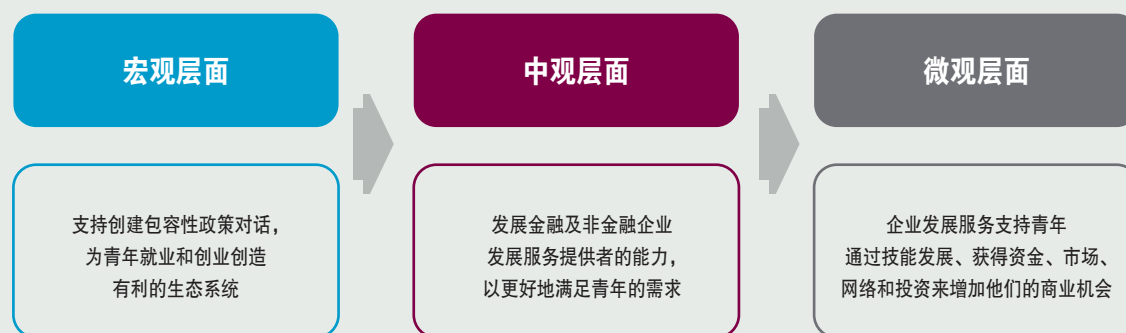 宏观层面
支持创建包容性政策对话，
为青年就业和创业创造
有利的生态系统
中观层面
发展金融及非金融企业
发展服务提供者的能力，
以更好地满足青年的需求
微观层面
企业发展服务支持青年
通过技能发展、获得资金、市场、
网络和投资来增加他们的商业机会